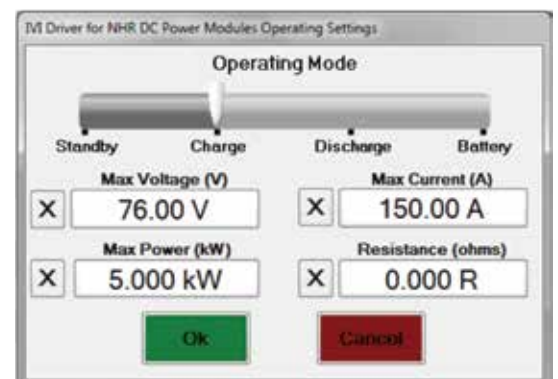 IVI Driver for NHR DC Power Modules Operating Settings
Operating Mode
Standby Charge Discharge Battery
Max Voltage (V) Max Current (A)
X 76.00 V X 150.00 A
Max Power (kW) Resistance (ohms)
X 5.000 kW X 0.000 R
Ok Cancel